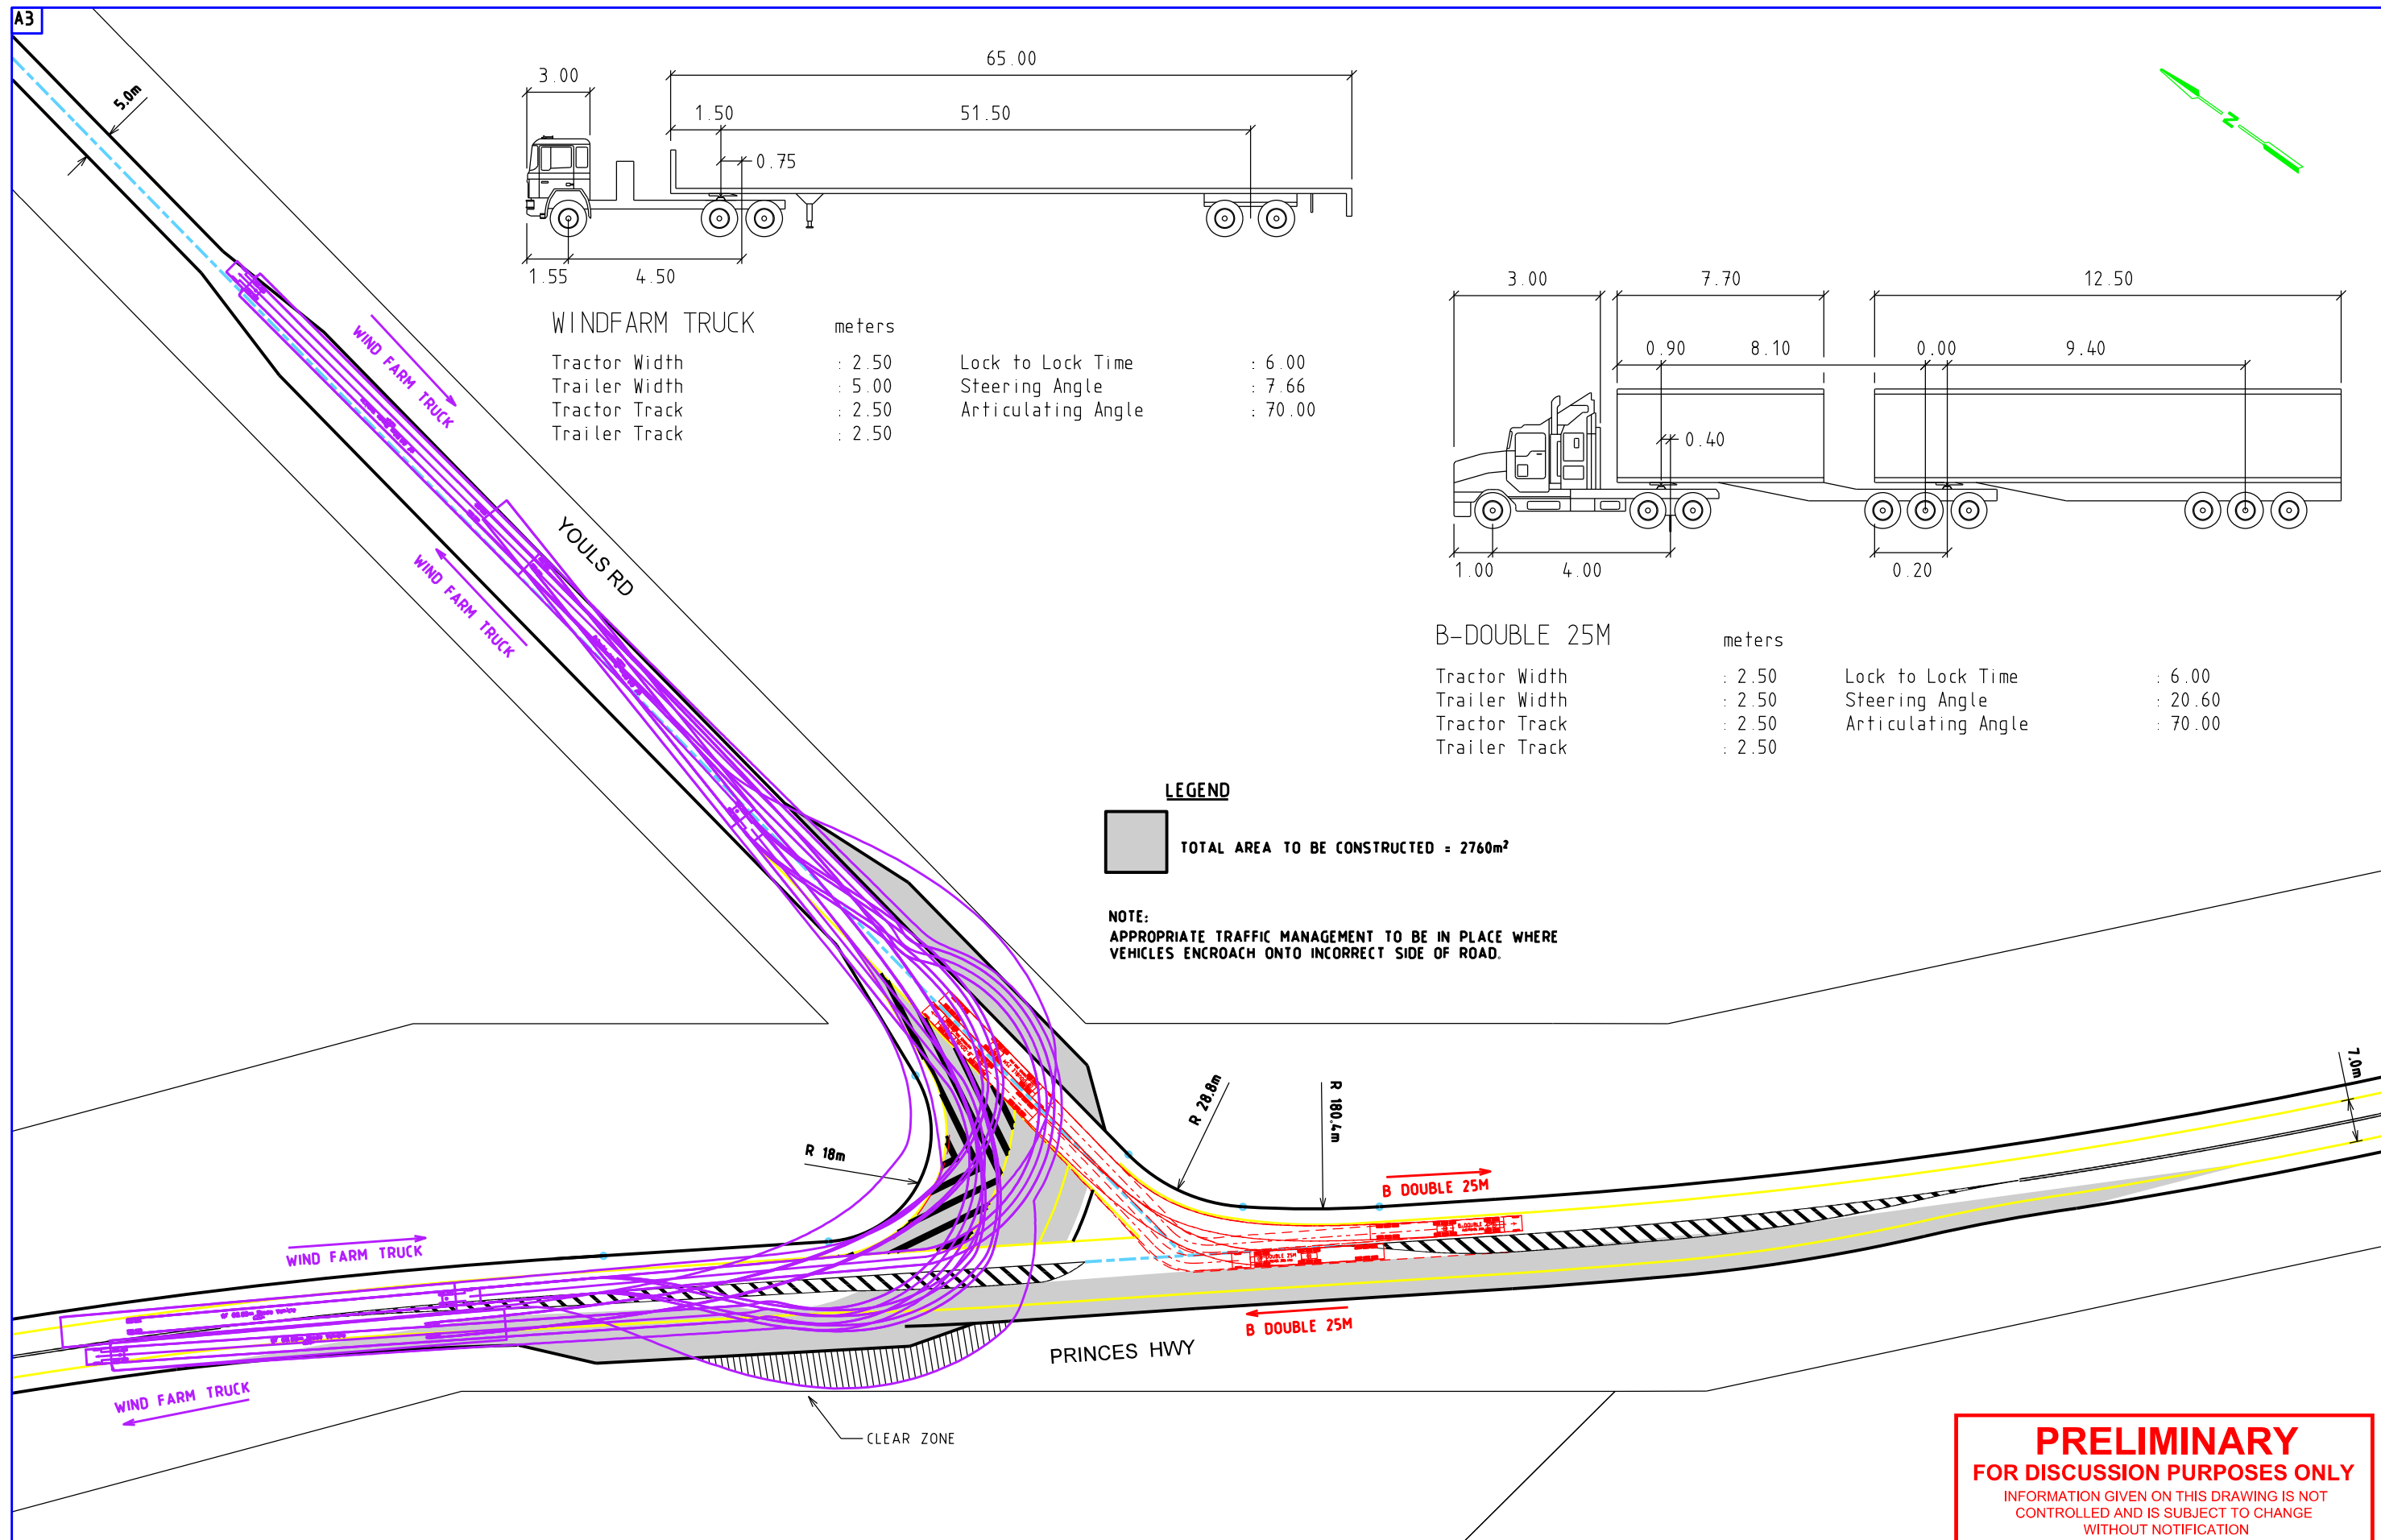 A3
5.0m
3.00
65.00
1.50
51.50
0.75
1.55
4.50
WINDFARM TRUCK
meters
Tractor Width : 2.50 Lock to Lock Time : 6.00
Trailer Width : 5.00 Steering Angle : 7.66
Tractor Track : 2.50 Articulating Angle : 70.00
Trailer Track : 2.50
N
3.00
7.70
12.50
0.90
8.10
0.00
9.40
0.40
1.00
4.00
0.20
B-DOUBLE 25M
meters
Tractor Width : 2.50 Lock to Lock Time : 6.00
Trailer Width : 2.50 Steering Angle : 20.60
Tractor Track : 2.50 Articulating Angle : 70.00
Trailer Track : 2.50
WIND FARM TRUCK
WIND FARM TRUCK
YOULS RD
LEGEND
TOTAL AREA TO BE CONSTRUCTED = 2760m²
NOTE:
APPROPRIATE TRAFFIC MANAGEMENT TO BE IN PLACE WHERE
VEHICLES ENCROACH ONTO INCORRECT SIDE OF ROAD.
R 18m
R 28.8m
R 180.4m
7.0m
B DOUBLE 25M
B DOUBLE 25M
WIND FARM TRUCK
WIND FARM TRUCK
PRINCES HWY
CLEAR ZONE
PRELIMINARY
FOR DISCUSSION PURPOSES ONLY
INFORMATION GIVEN ON THIS DRAWING IS NOT
CONTROLLED AND IS SUBJECT TO CHANGE
WITHOUT NOTIFICATION